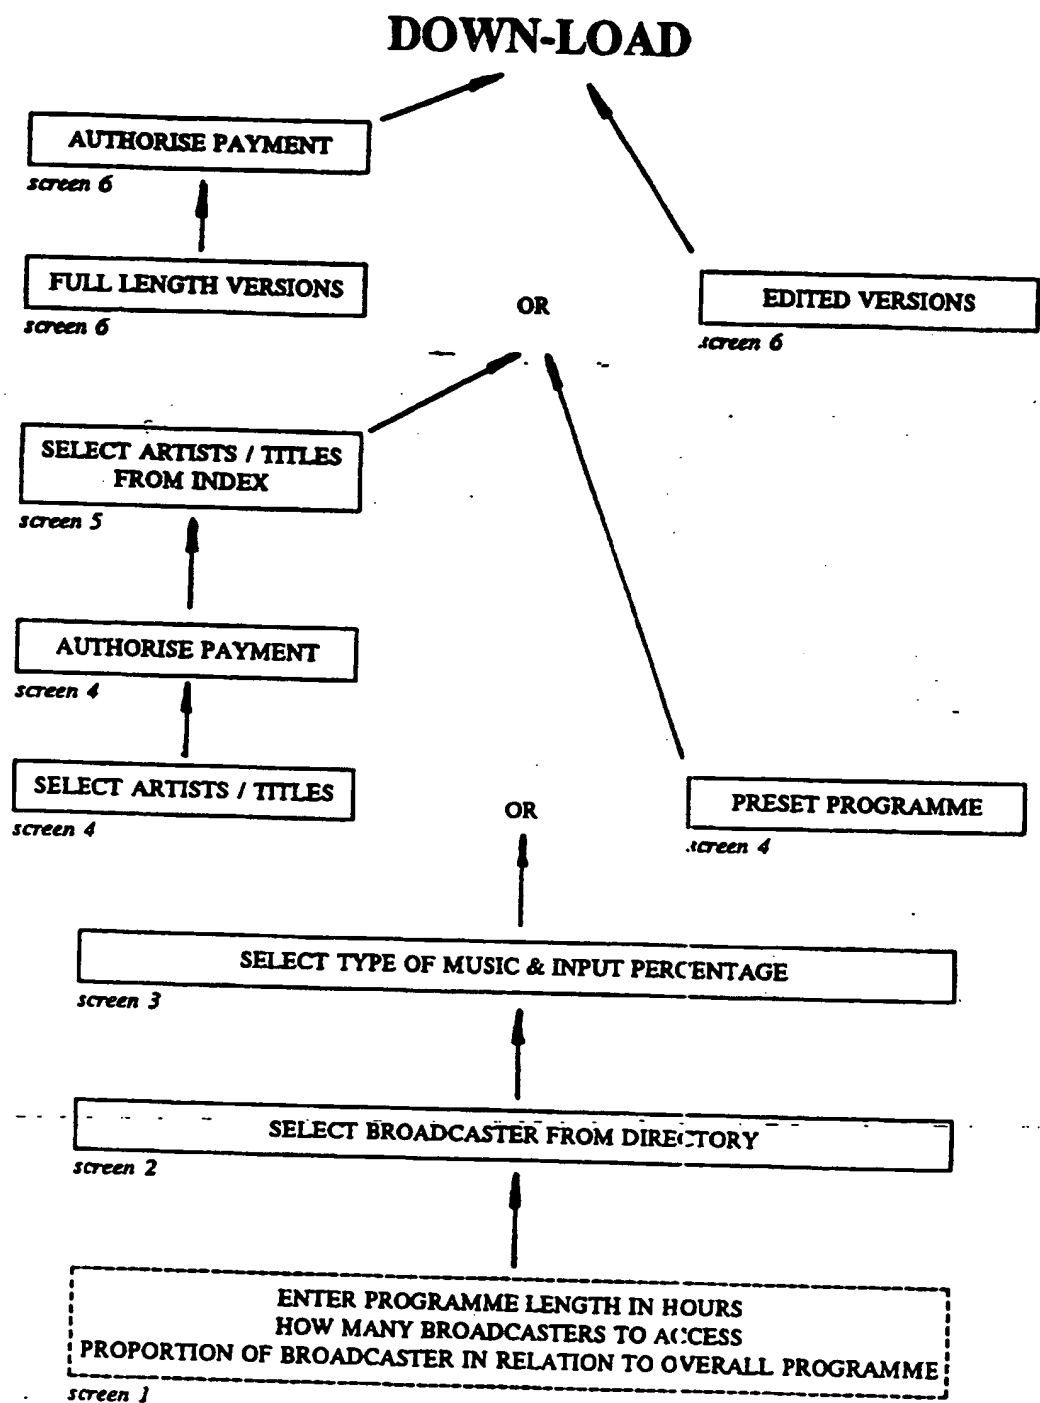 DOWN-LOAD
AUTHORISE PAYMENT
screen 6
FULL LENGTH VERSIONS
screen 6
OR
EDITED VERSIONS
screen 6
SELECT ARTISTS / TITLES
FROM INDEX
screen 5
AUTHORISE PAYMENT
screen 4
SELECT ARTISTS / TITLES
screen 4
OR
PRESET PROGRAMME
screen 4
SELECT TYPE OF MUSIC & INPUT PERCENTAGE
screen 3
SELECT BROADCASTER FROM DIRECTORY
screen 2
ENTER PROGRAMME LENGTH IN HOURS
HOW MANY BROADCASTERS TO ACCESS
PROPORTION OF BROADCASTER IN RELATION TO OVERALL PROGRAMME
screen 1